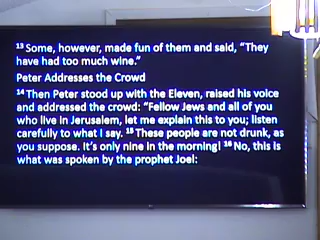 ¹³ Some, however, made fun of them and said, “They
have had too much wine.”
Peter Addresses the Crowd
¹⁴ Then Peter stood up with the Eleven, raised his voice
and addressed the crowd: “Fellow Jews and all of you
who live in Jerusalem, let me explain this to you; listen
carefully to what I say. ¹⁵ These people are not drunk, as
you suppose. It’s only nine in the morning! ¹⁶ No, this is
what was spoken by the prophet Joel: